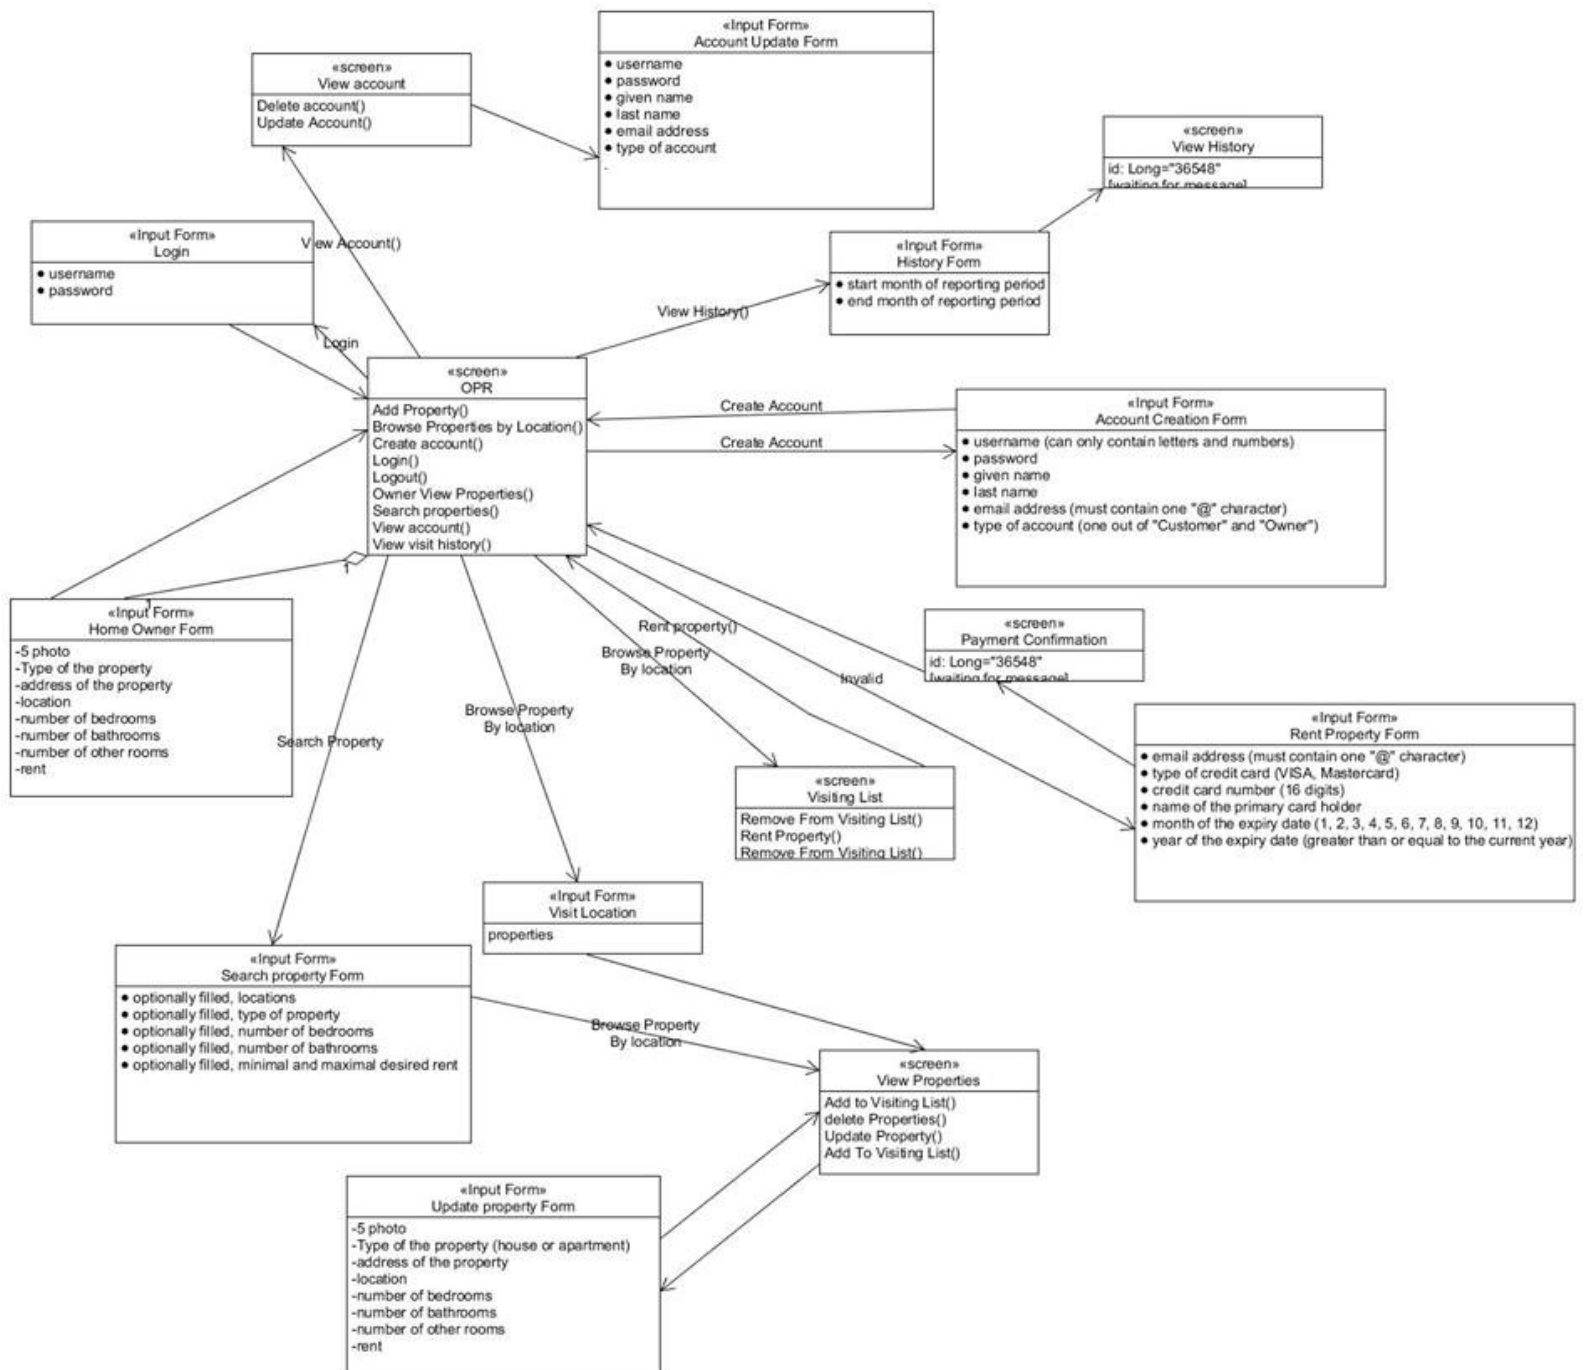 «Input Form»
Account Update Form
● username
● password
● given name
● last name
● email address
● type of account
«screen»
View account
Delete account()
Update Account()
«screen»
View History
id: Long="36548"
[waiting for message]
«Input Form»
Login
● username
● password
View Account()
«Input Form»
History Form
● start month of reporting period
● end month of reporting period
View History()
Login
«screen»
OPR
Add Property()
Browse Properties by Location()
Create account()
Login()
Logout()
Owner View Properties()
Search properties()
View account()
View visit history()
Create Account
Create Account
«Input Form»
Account Creation Form
● username (can only contain letters and numbers)
● password
● given name
● last name
● email address (must contain one "@" character)
● type of account (one out of "Customer" and "Owner")
1
1
«Input Form»
Home Owner Form
-5 photo
-Type of the property
-address of the property
-location
-number of bedrooms
-number of bathrooms
-number of other rooms
-rent
Search Property
Browse Property
By location
Rent property()
Browse Property
By location
Invalid
«screen»
Payment Confirmation
id: Long="36548"
[waiting for message]
«Input Form»
Rent Property Form
● email address (must contain one "@" character)
● type of credit card (VISA, Mastercard)
● credit card number (16 digits)
● name of the primary card holder
● month of the expiry date (1, 2, 3, 4, 5, 6, 7, 8, 9, 10, 11, 12)
● year of the expiry date (greater than or equal to the current year)
«screen»
Visiting List
Remove From Visiting List()
Rent Property()
Remove From Visiting List()
«Input Form»
Visit Location
properties
«Input Form»
Search property Form
● optionally filled, locations
● optionally filled, type of property
● optionally filled, number of bedrooms
● optionally filled, number of bathrooms
● optionally filled, minimal and maximal desired rent
Browse Property
By location
«screen»
View Properties
Add to Visiting List()
delete Properties()
Update Property()
Add To Visiting List()
«Input Form»
Update property Form
-5 photo
-Type of the property (house or apartment)
-address of the property
-location
-number of bedrooms
-number of bathrooms
-number of other rooms
-rent